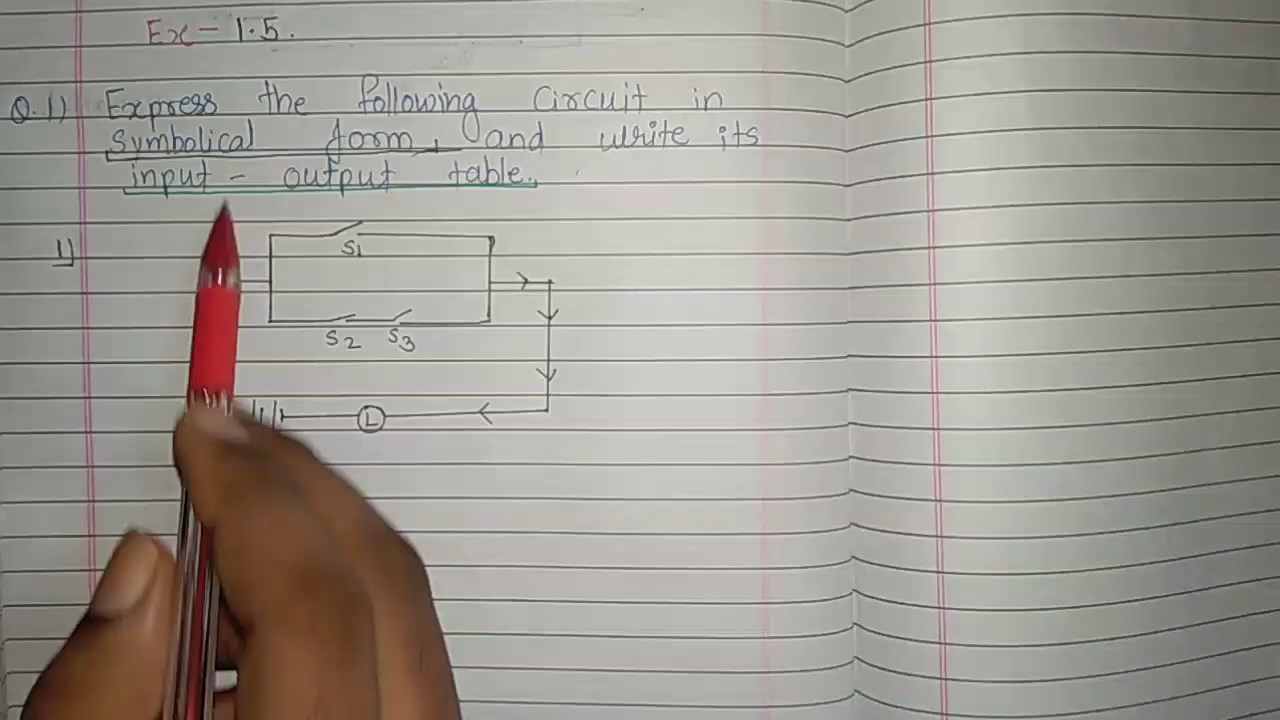 Ex - 1.5.
Q.1) Express the following Circuit in
symbolical form, and write its
input - output table.
1)
S1
S2 S3
L